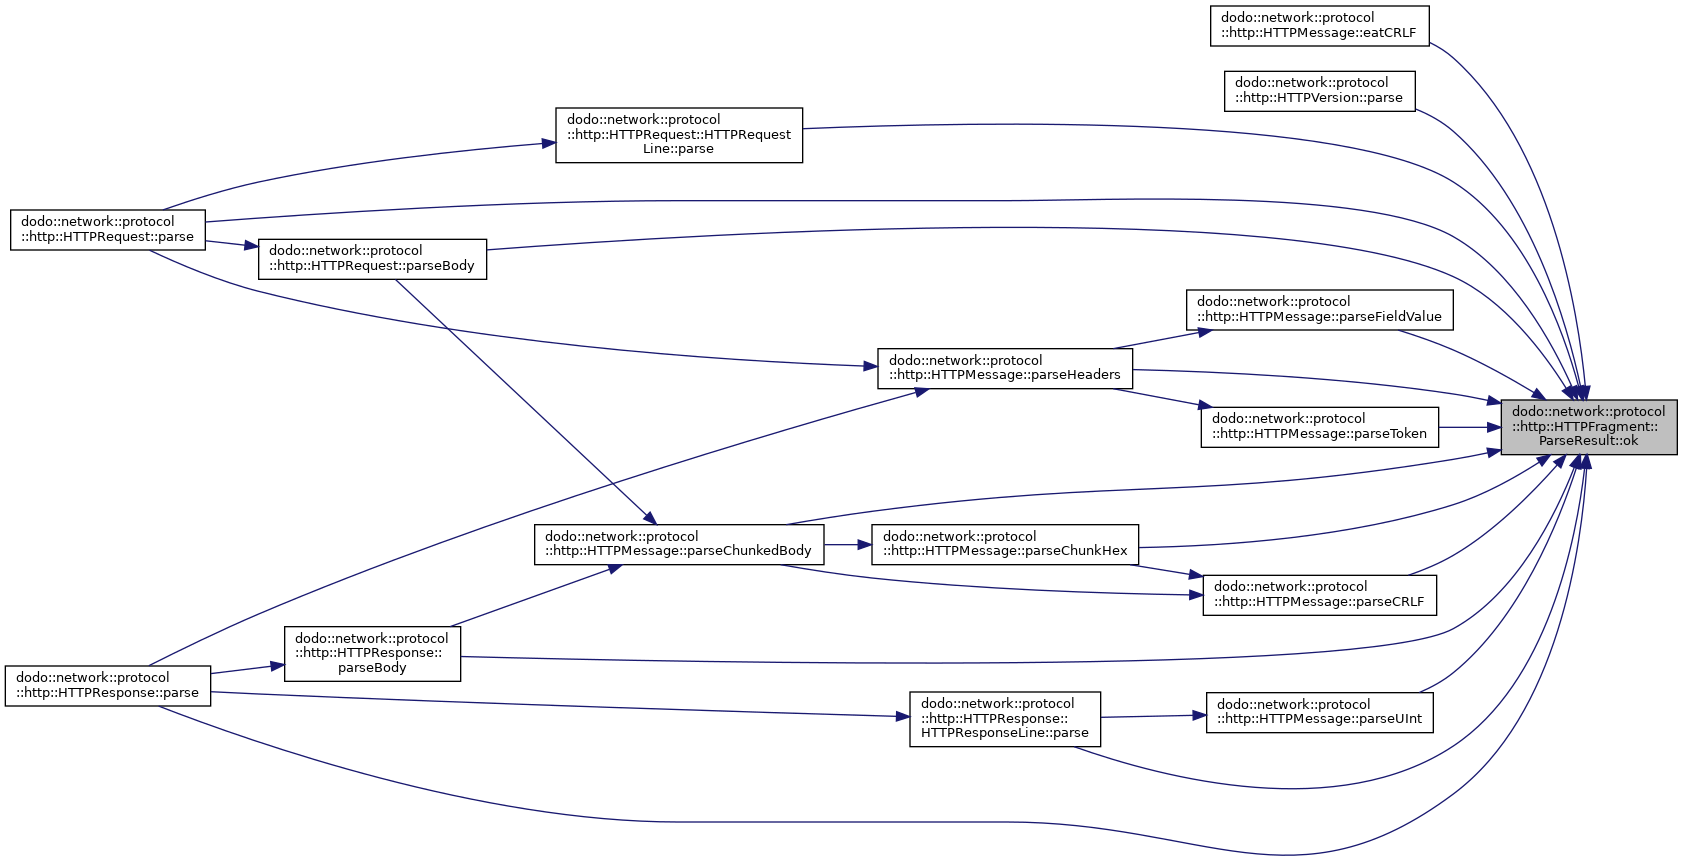 dodo::network::protocol
::http::HTTPMessage::eatCRLF
dodo::network::protocol
::http::HTTPVersion::parse
dodo::network::protocol
::http::HTTPRequest::HTTPRequest
Line::parse
dodo::network::protocol
::http::HTTPRequest::parse
dodo::network::protocol
::http::HTTPRequest::parseBody
dodo::network::protocol
::http::HTTPMessage::parseFieldValue
dodo::network::protocol
::http::HTTPMessage::parseHeaders
dodo::network::protocol
::http::HTTPMessage::parseToken
dodo::network::protocol
::http::HTTPFragment::
ParseResult::ok
dodo::network::protocol
::http::HTTPMessage::parseChunkedBody
dodo::network::protocol
::http::HTTPMessage::parseChunkHex
dodo::network::protocol
::http::HTTPMessage::parseCRLF
dodo::network::protocol
::http::HTTPResponse::
parseBody
dodo::network::protocol
::http::HTTPResponse::parse
dodo::network::protocol
::http::HTTPResponse::
HTTPResponseLine::parse
dodo::network::protocol
::http::HTTPMessage::parseUInt